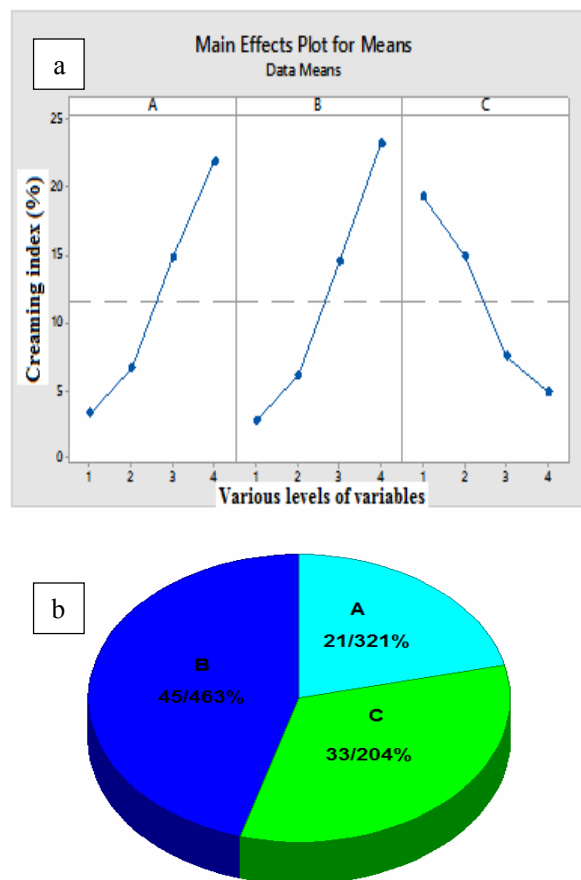 a
Main Effects Plot for Means
Data Means
A B C
Creaming index (%)
25
20
15
10
5
0
1 2 3 4 1 2 3 4 1 2 3 4
Various levels of variables
b
A
21/321%
B
45/463%
C
33/204%